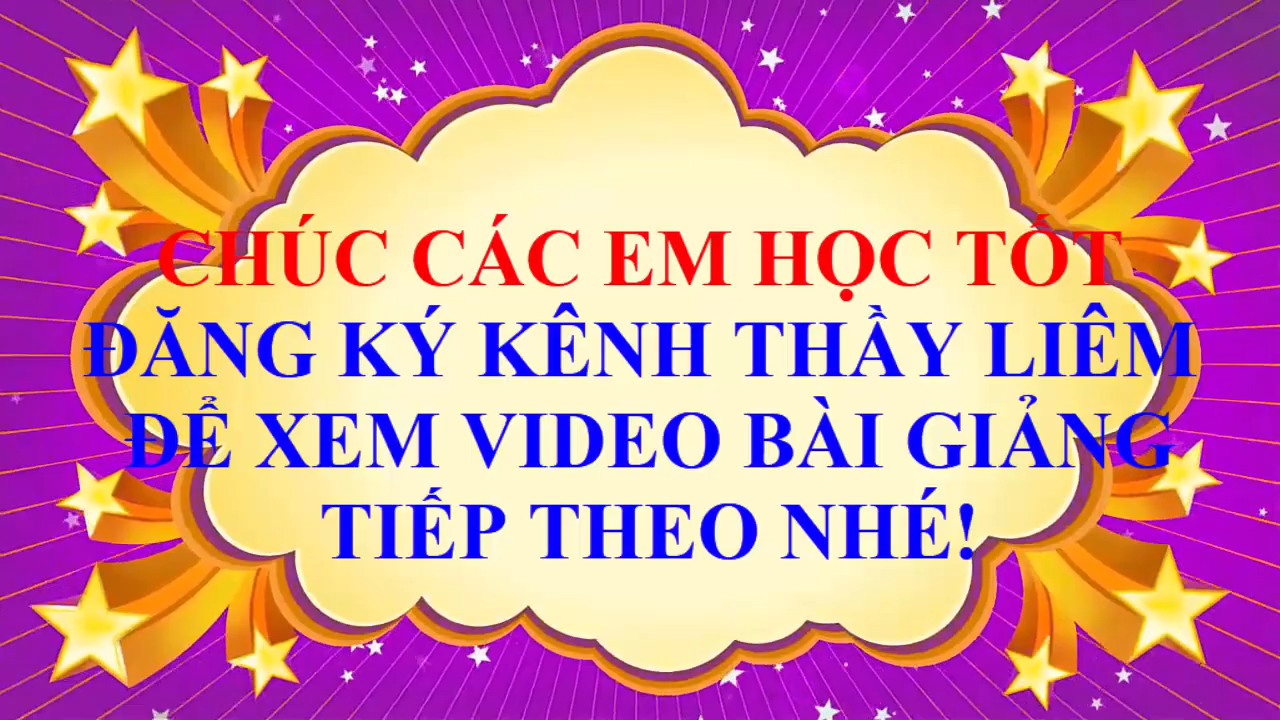 CHÚC CÁC EM HỌC TỐT
ĐĂNG KÝ KÊNH THẦY LIÊM
ĐỂ XEM VIDEO BÀI GIẢNG
TIẾP THEO NHÉ!